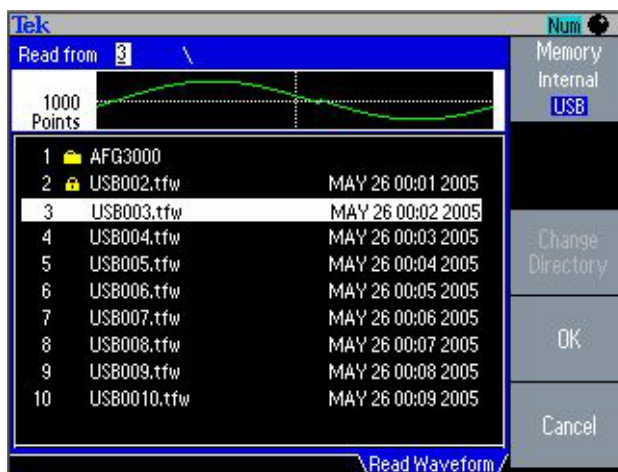 Tek
Num
Read from 3 \
Memory
Internal
USB
1000
Points
1 AFG3000
2 USB002.tfw MAY 26 00:01 2005
3 USB003.tfw MAY 26 00:02 2005
4 USB004.tfw MAY 26 00:03 2005
5 USB005.tfw MAY 26 00:04 2005
6 USB006.tfw MAY 26 00:05 2005
7 USB007.tfw MAY 26 00:06 2005
8 USB008.tfw MAY 26 00:07 2005
9 USB009.tfw MAY 26 00:08 2005
10 USB0010.tfw MAY 26 00:09 2005
Change
Directory
OK
Cancel
Read Waveform